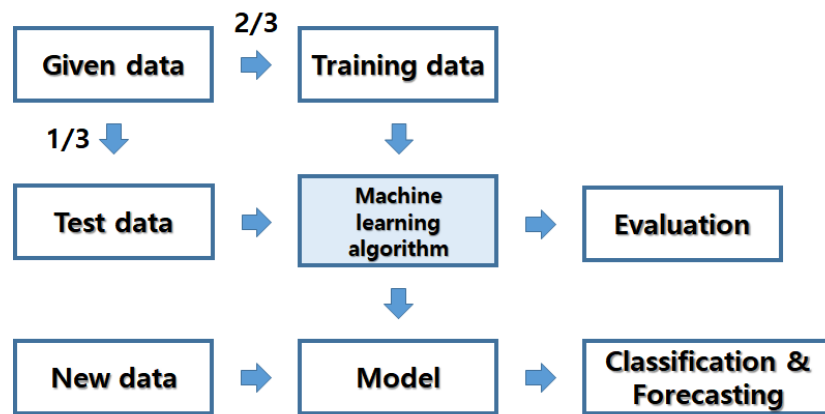 2/3
Given data
Training data
1/3
Test data
Machine
learning
algorithm
Evaluation
New data
Model
Classification &
Forecasting